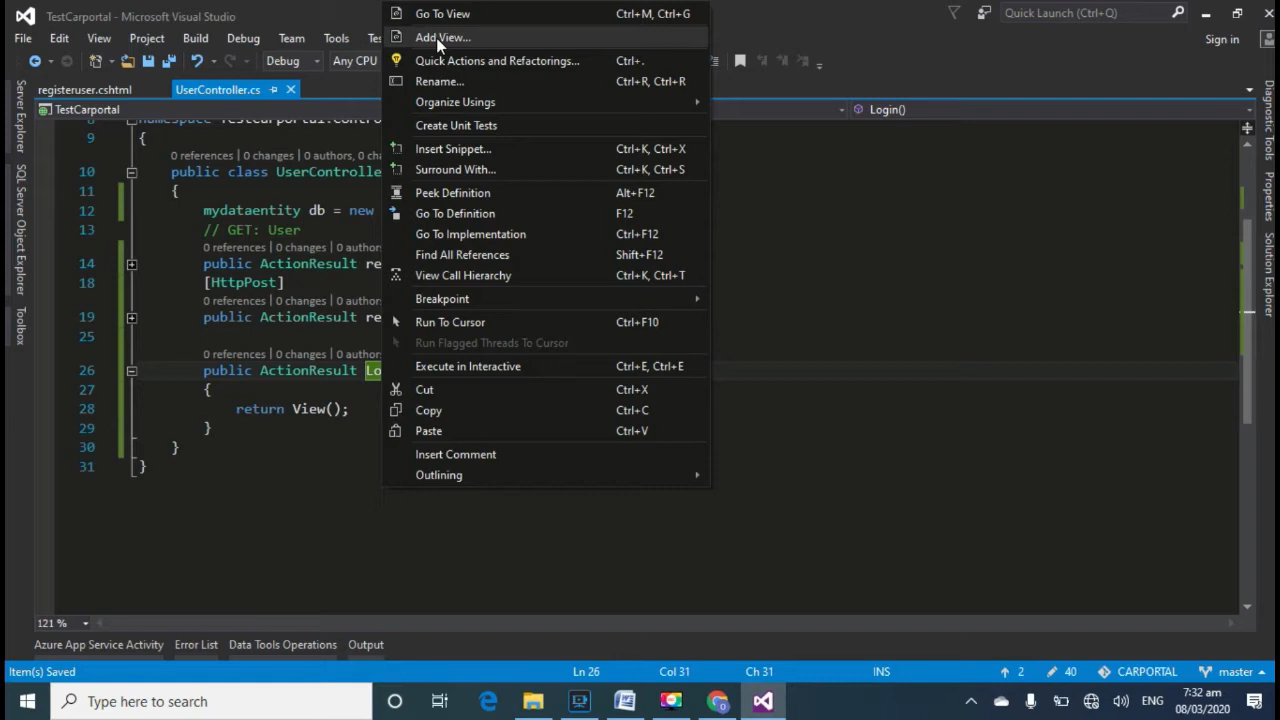 TestCarportal - Microsoft Visual Studio
Quick Launch (Ctrl+Q)
File Edit View Project Build Debug Team Tools Tes
Sign in
Debug Any CPU
registeruser.cshtml UserController.cs
TestCarportal Login()
Go To View Ctrl+M, Ctrl+G
Add View...
Quick Actions and Refactorings... Ctrl+.
Rename... Ctrl+R, Ctrl+R
Organize Usings
Create Unit Tests
Insert Snippet... Ctrl+K, Ctrl+X
Surround With... Ctrl+K, Ctrl+S
Peek Definition Alt+F12
Go To Definition F12
Go To Implementation Ctrl+F12
Find All References Shift+F12
View Call Hierarchy Ctrl+K, Ctrl+T
Breakpoint
Run To Cursor Ctrl+F10
Run Flagged Threads To Cursor
Execute in Interactive Ctrl+E, Ctrl+E
Cut Ctrl+X
Copy Ctrl+C
Paste Ctrl+V
Insert Comment
Outlining
9 {
0 references | 0 changes | 0 authors, 0 cha
10 public class UserControlle
11 {
12 mydataentity db = new
13 // GET: User
0 references | 0 changes | 0 authors
14 public ActionResult re
18 [HttpPost]
0 references | 0 changes | 0 authors
19 public ActionResult re
25
0 references | 0 changes | 0 authors
26 public ActionResult Lo
27 {
28 return View();
29 }
30 }
31 }
Server Explorer
SQL Server Object Explorer
Toolbox
Diagnostic Tools
Properties
Solution Explorer
121 %
Azure App Service Activity Error List Data Tools Operations Output
Item(s) Saved Ln 26 Col 31 Ch 31 INS 2 40 CARPORTAL master
Type here to search
ENG
7:32 am
08/03/2020